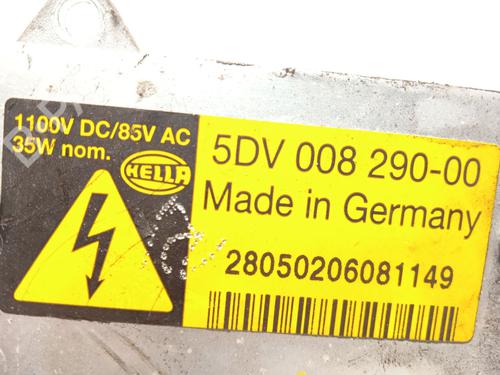 1100V DC/85V AC
35W nom.
HELLA
5DV 008 290-00
Made in Germany
28050206081149